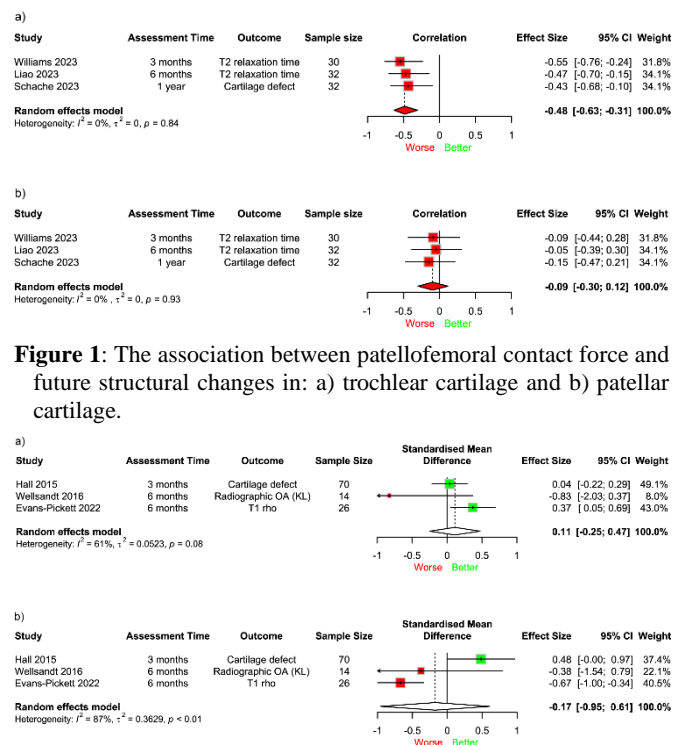 a)
Study Assessment Time Outcome Sample size Correlation Effect Size 95% CI Weight
Williams 2023 3 months T2 relaxation time 30 -0.55 [-0.76; -0.24] 31.8%
Liao 2023 6 months T2 relaxation time 32 -0.47 [-0.70; -0.15] 34.1%
Schache 2023 1 year Cartilage defect 32 -0.43 [-0.68; -0.10] 34.1%
Random effects model -0.48 [-0.63; -0.31] 100.0%
Heterogeneity: I² = 0%, τ² = 0, p = 0.84
-1 -0.5 0 0.5 1
Worse Better
b)
Study Assessment Time Outcome Sample size Correlation Effect Size 95% CI Weight
Williams 2023 3 months T2 relaxation time 30 -0.09 [-0.44; 0.28] 31.8%
Liao 2023 6 months T2 relaxation time 32 -0.05 [-0.39; 0.30] 34.1%
Schache 2023 1 year Cartilage defect 32 -0.15 [-0.47; 0.21] 34.1%
Random effects model -0.09 [-0.30; 0.12] 100.0%
Heterogeneity: I² = 0% , τ² = 0, p = 0.93
-1 -0.5 0 0.5 1
Worse Better
Figure 1: The association between patellofemoral contact force and
future structural changes in: a) trochlear cartilage and b) patellar
cartilage.
a)
Standardised Mean
Study Assessment Time Outcome Sample Size Difference Effect Size 95% CI Weight
Hall 2015 3 months Cartilage defect 70 0.04 [-0.22; 0.29] 49.1%
Wellsandt 2016 6 months Radiographic OA (KL) 14 -0.83 [-2.03; 0.37] 8.0%
Evans-Pickett 2022 6 months T1 rho 26 0.37 [0.05; 0.69] 43.0%
Random effects model 0.11 [-0.25; 0.47] 100.0%
Heterogeneity: I² = 61%, τ² = 0.0523, p = 0.08
-1 -0.5 0 0.5 1
Worse Better
b)
Standardised Mean
Study Assessment Time Outcome Sample Size Difference Effect Size 95% CI Weight
Hall 2015 3 months Cartilage defect 70 0.48 [-0.00; 0.97] 37.4%
Wellsandt 2016 6 months Radiographic OA (KL) 14 -0.38 [-1.54; 0.79] 22.1%
Evans-Pickett 2022 6 months T1 rho 26 -0.67 [-1.00; -0.34] 40.5%
Random effects model -0.17 [-0.95; 0.61] 100.0%
Heterogeneity: I² = 87%, τ² = 0.3629, p < 0.01
-1 -0.5 0 0.5 1
Worse Better